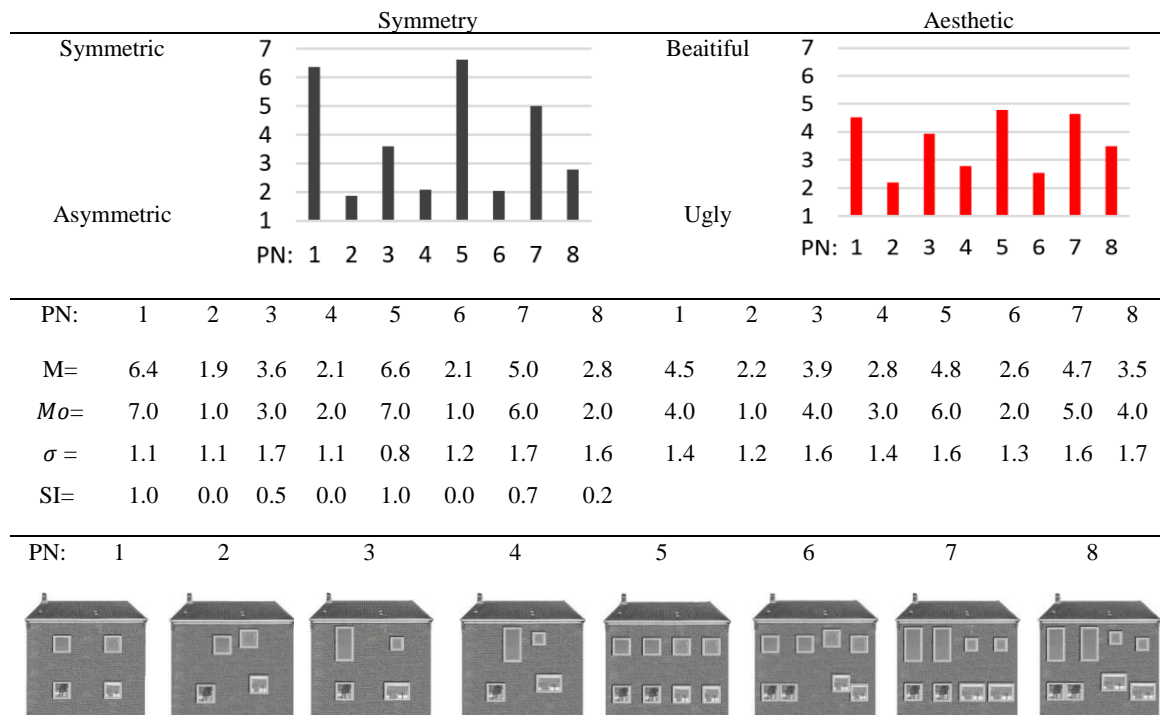 Symmetry Aesthetic
Symmetric 7 Beaitiful 7
6 6
5 5
4 4
3 3
2 2
Asymmetric 1 Ugly 1
PN: 1 2 3 4 5 6 7 8 PN: 1 2 3 4 5 6 7 8
PN: 1 2 3 4 5 6 7 8 1 2 3 4 5 6 7 8
M= 6.4 1.9 3.6 2.1 6.6 2.1 5.0 2.8 4.5 2.2 3.9 2.8 4.8 2.6 4.7 3.5
Mo= 7.0 1.0 3.0 2.0 7.0 1.0 6.0 2.0 4.0 1.0 4.0 3.0 6.0 2.0 5.0 4.0
σ = 1.1 1.1 1.7 1.1 0.8 1.2 1.7 1.6 1.4 1.2 1.6 1.4 1.6 1.3 1.6 1.7
SI= 1.0 0.0 0.5 0.0 1.0 0.0 0.7 0.2
PN: 1 2 3 4 5 6 7 8